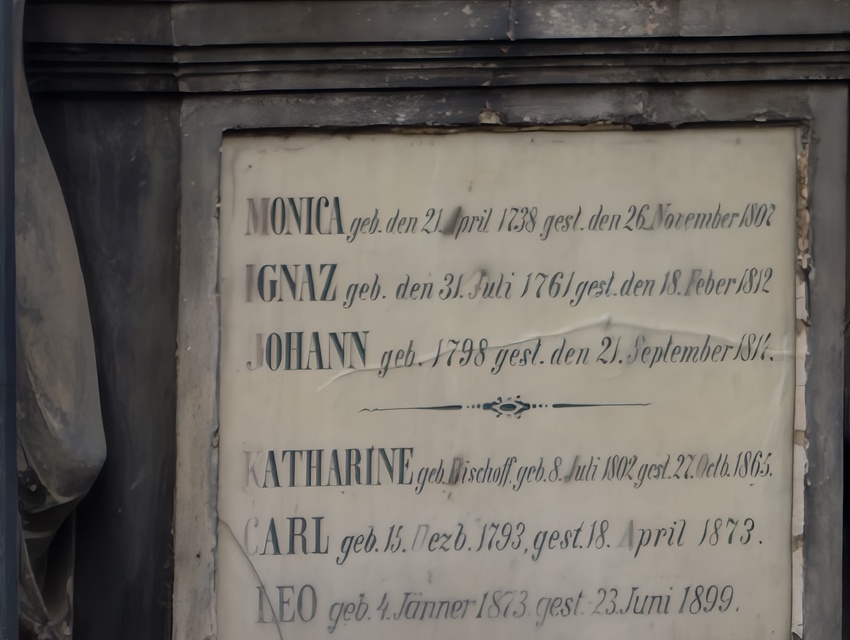 MONICA geb. den 21. April 1738 gest. den 26. November 1807
IGNAZ geb. den 31. Juli 1761 gest. den 18. Feber 1812
JOHANN geb. 1798 gest. den 21. September 1814.
KATHARINE geb. Bischoff, geb. 8. Juli 1802 gest. 27. Octb. 1865.
CARL geb. 15. Dezb. 1793, gest. 18. April 1873.
LEO geb. 4. Jänner 1873 gest. 23. Juni 1899.